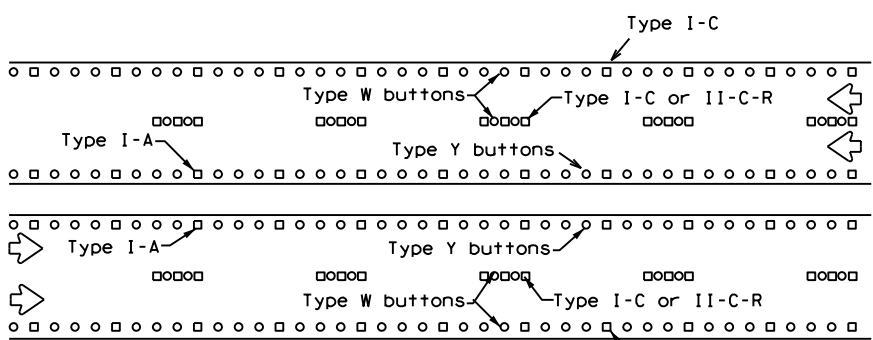 Type I-C
Type W buttons
Type I-C or II-C-R
Type I-A
Type Y buttons
Type I-A
Type Y buttons
Type W buttons
Type I-C or II-C-R